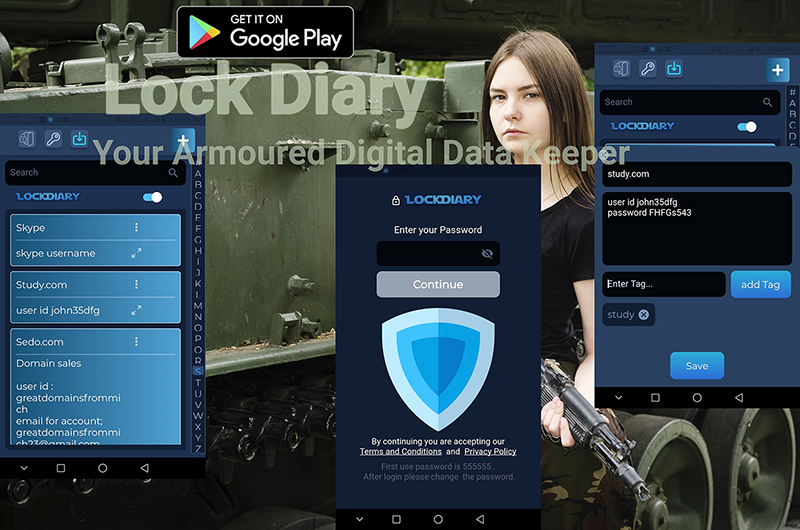 GET IT ON
Google Play
Lock Diary
Your Armoured Digital Data Keeper
Search
LOCKDIARY
Skype
skype username
Study.com
user id john35dfg
Sedo.com
Domain sales
user id :
greatdomainsfrommi
ch
email for account;
greatdomainsfrommi
ch23@gmail.com
A
B
C
D
E
F
G
H
I
J
K
L
M
N
O
P
Q
R
S
T
U
V
W
X
Y
Z
LOCKDIARY
Enter your Password
Continue
By continuing you are accepting our
Terms and Conditions and Privacy Policy
First use password is 555555 .
After login please change the password.
Search
LOCKDIARY
#
A
B
C
D
E
study.com
user id john35dfg
password FHFGs543
Enter Tag...
add Tag
study
Save